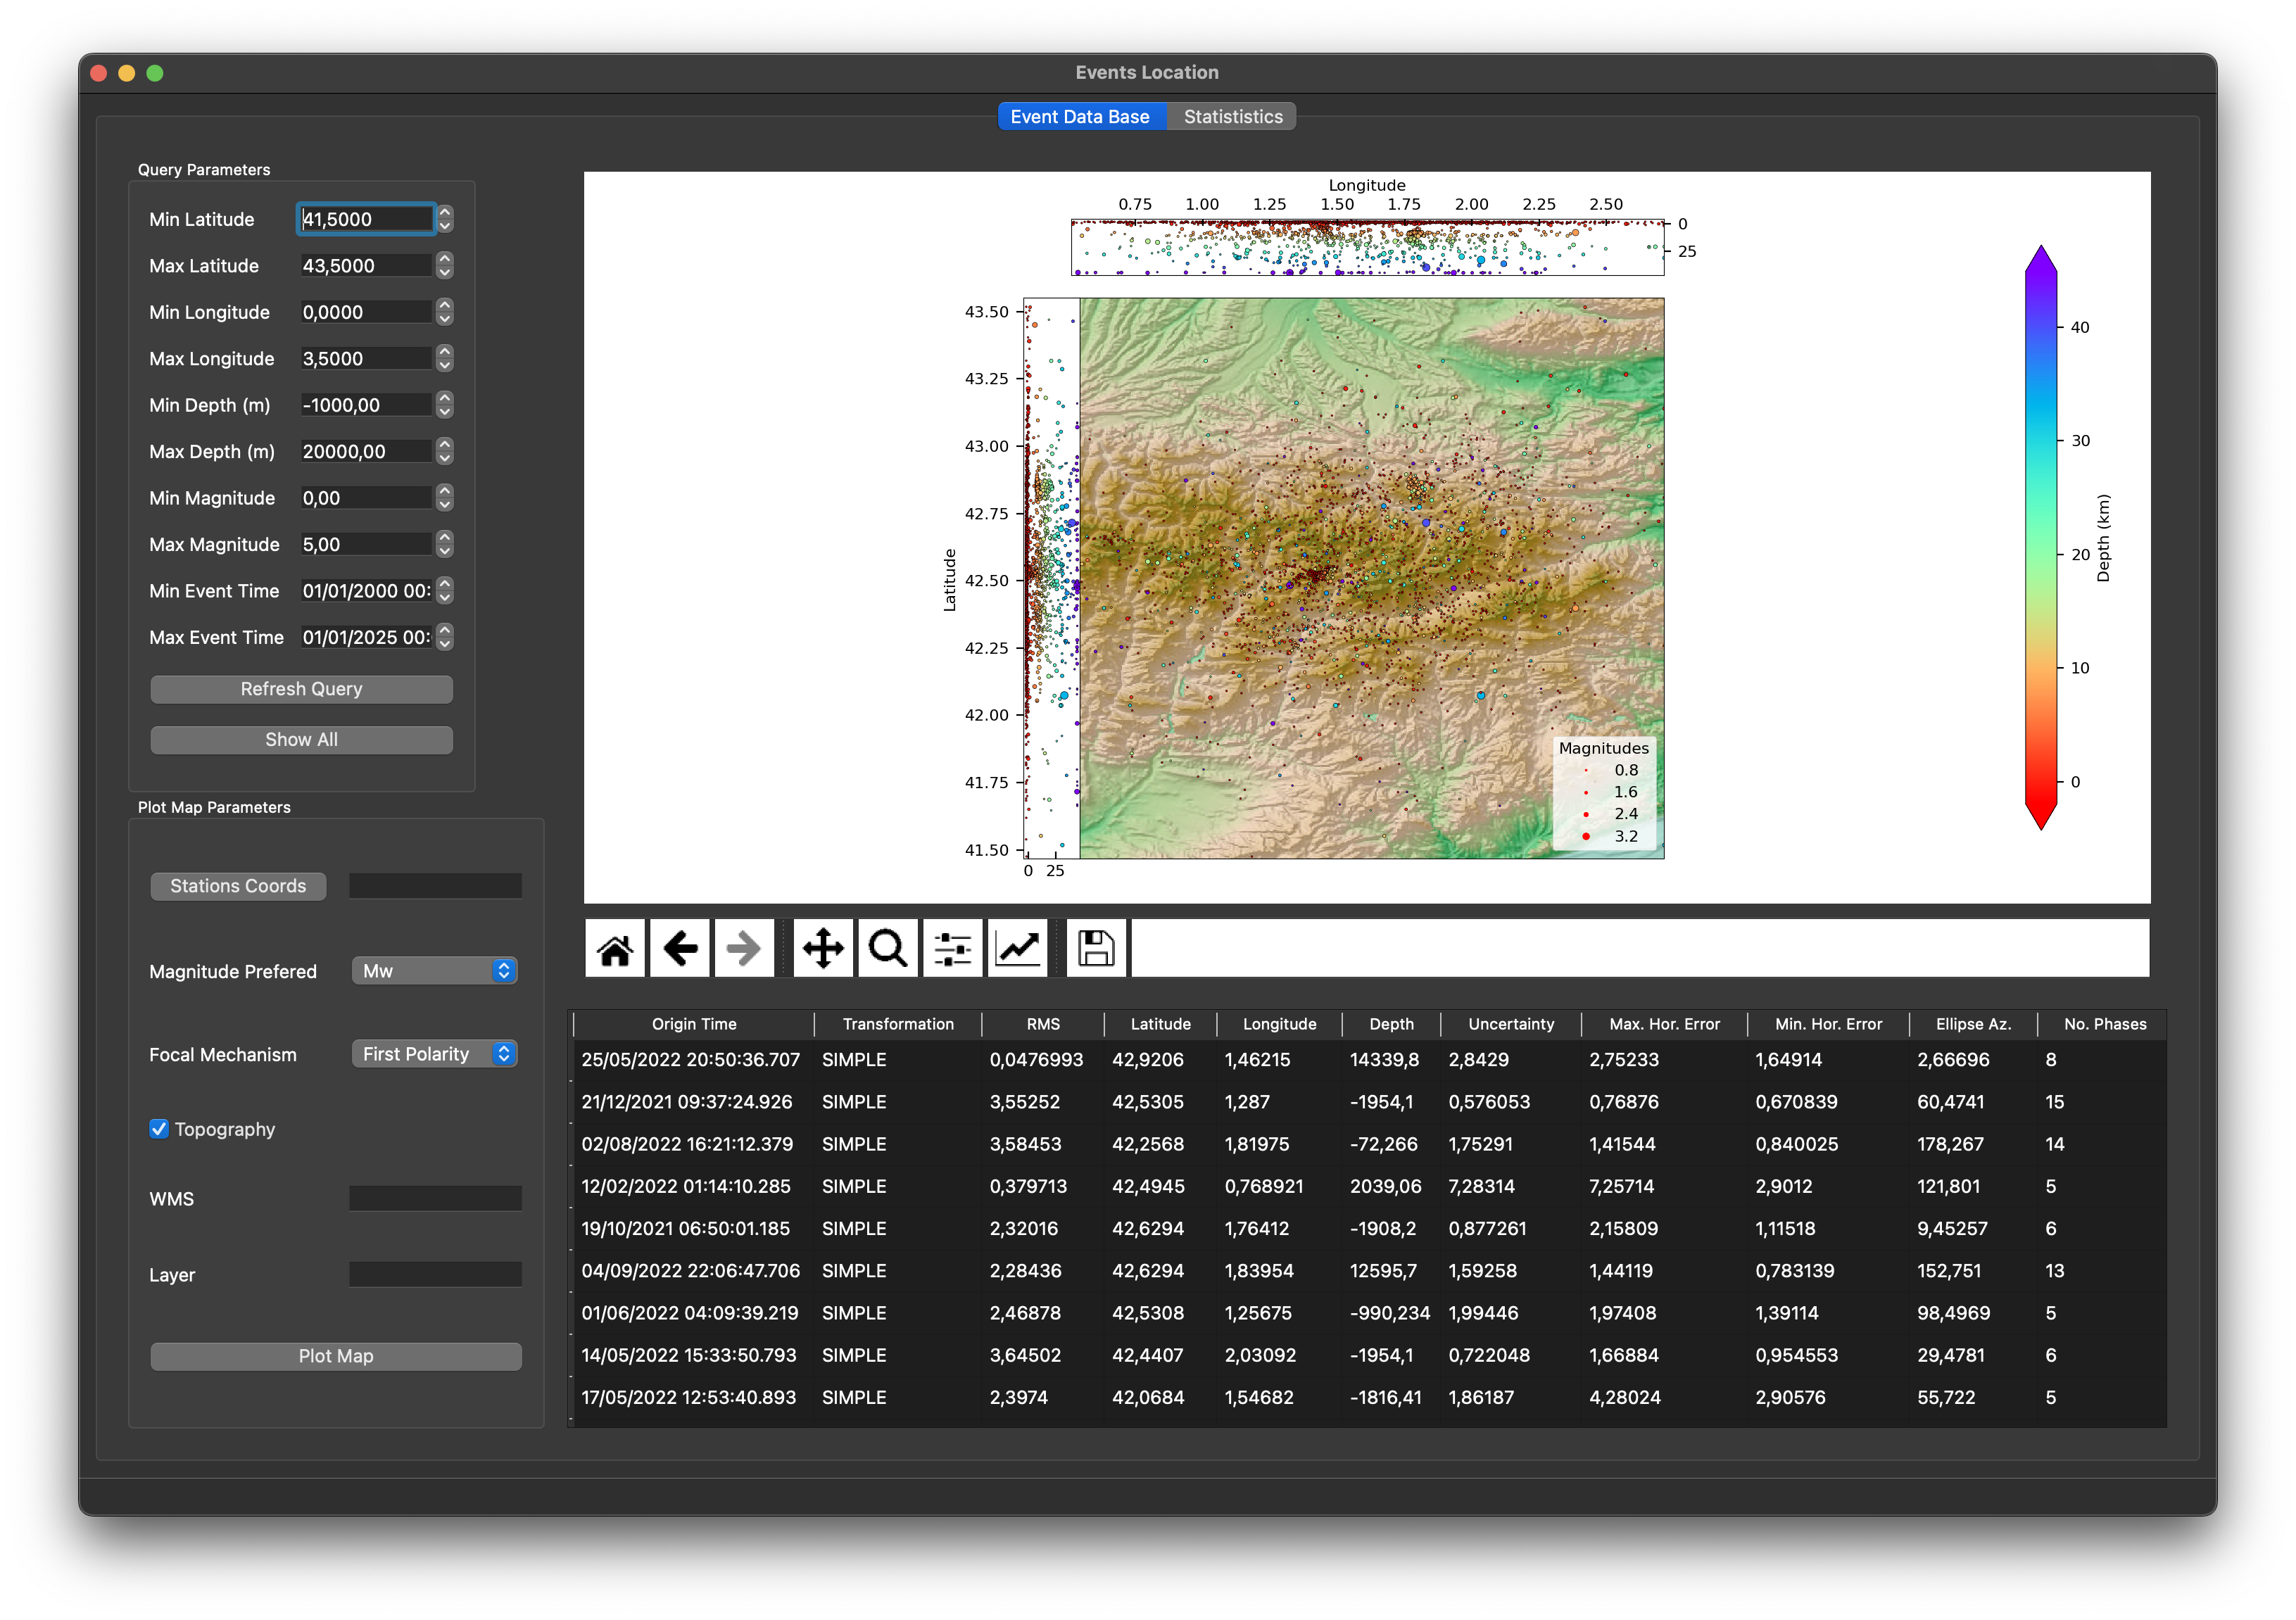 Events Location
Event Data Base Statististics
Query Parameters
Min Latitude 41,5000
Max Latitude 43,5000
Min Longitude 0,0000
Max Longitude 3,5000
Min Depth (m) -1000,00
Max Depth (m) 20000,00
Min Magnitude 0,00
Max Magnitude 5,00
Min Event Time 01/01/2000 00:
Max Event Time 01/01/2025 00:
Refresh Query
Show All
Plot Map Parameters
Stations Coords
Magnitude Prefered Mw
Focal Mechanism First Polarity
Topography
WMS
Layer
Plot Map
Longitude
0.75 1.00 1.25 1.50 1.75 2.00 2.25 2.50
0
25
43.50
43.25
43.00
42.75
42.50
42.25
42.00
41.75
41.50
Latitude
0 25
Magnitudes
0.8
1.6
2.4
3.2
40
30
20
10
0
Depth (km)
Origin Time Transformation RMS Latitude Longitude Depth Uncertainty Max. Hor. Error Min. Hor. Error Ellipse Az. No. Phases
25/05/2022 20:50:36.707 SIMPLE 0,0476993 42,9206 1,46215 14339,8 2,8429 2,75233 1,64914 2,66696 8
21/12/2021 09:37:24.926 SIMPLE 3,55252 42,5305 1,287 -1954,1 0,576053 0,76876 0,670839 60,4741 15
02/08/2022 16:21:12.379 SIMPLE 3,58453 42,2568 1,81975 -72,266 1,75291 1,41544 0,840025 178,267 14
12/02/2022 01:14:10.285 SIMPLE 0,379713 42,4945 0,768921 2039,06 7,28314 7,25714 2,9012 121,801 5
19/10/2021 06:50:01.185 SIMPLE 2,32016 42,6294 1,76412 -1908,2 0,877261 2,15809 1,11518 9,45257 6
04/09/2022 22:06:47.706 SIMPLE 2,28436 42,6294 1,83954 12595,7 1,59258 1,44119 0,783139 152,751 13
01/06/2022 04:09:39.219 SIMPLE 2,46878 42,5308 1,25675 -990,234 1,99446 1,97408 1,39114 98,4969 5
14/05/2022 15:33:50.793 SIMPLE 3,64502 42,4407 2,03092 -1954,1 0,722048 1,66884 0,954553 29,4781 6
17/05/2022 12:53:40.893 SIMPLE 2,3974 42,0684 1,54682 -1816,41 1,86187 4,28024 2,90576 55,722 5